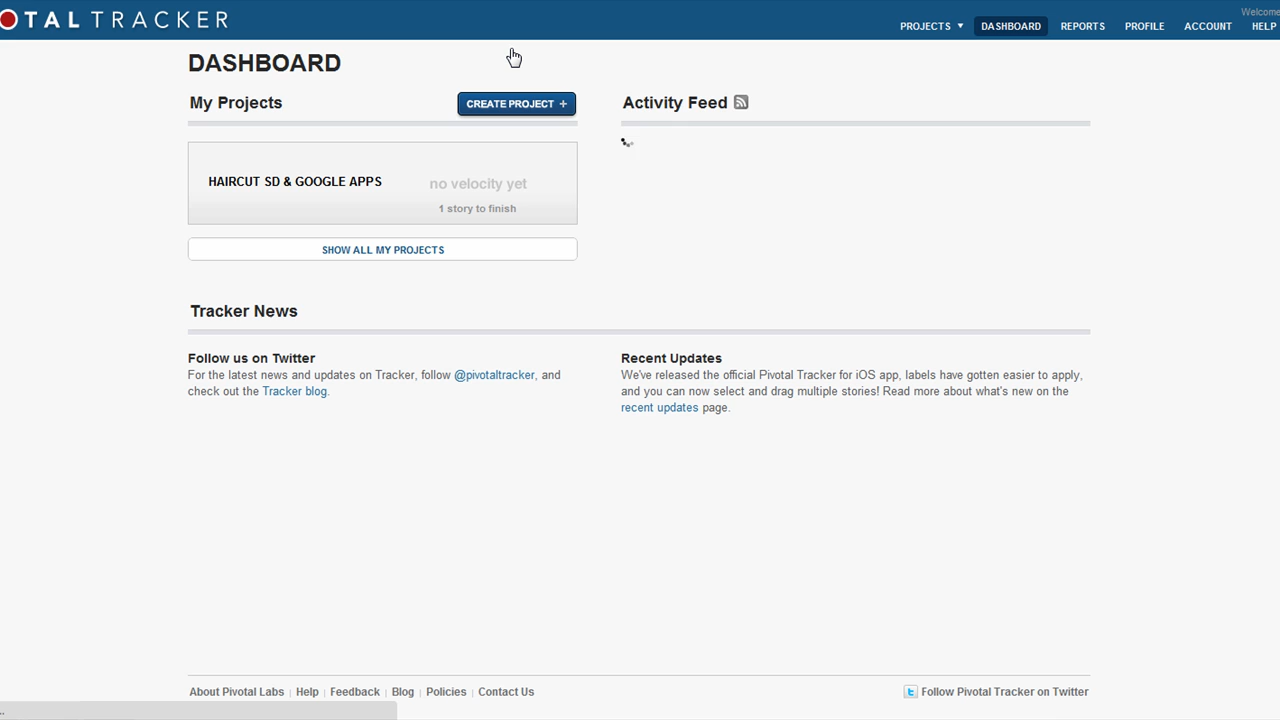 OTAL TRACKER
Welcome
PROJECTS ▼ DASHBOARD REPORTS PROFILE ACCOUNT HELP
DASHBOARD
My Projects
CREATE PROJECT +
Activity Feed
HAIRCUT SD & GOOGLE APPS
no velocity yet
1 story to finish
SHOW ALL MY PROJECTS
Tracker News
Follow us on Twitter
For the latest news and updates on Tracker, follow @pivotaltracker, and
check out the Tracker blog.
Recent Updates
We've released the official Pivotal Tracker for iOS app, labels have gotten easier to apply,
and you can now select and drag multiple stories! Read more about what's new on the
recent updates page.
About Pivotal Labs | Help | Feedback | Blog | Policies | Contact Us
Follow Pivotal Tracker on Twitter
..